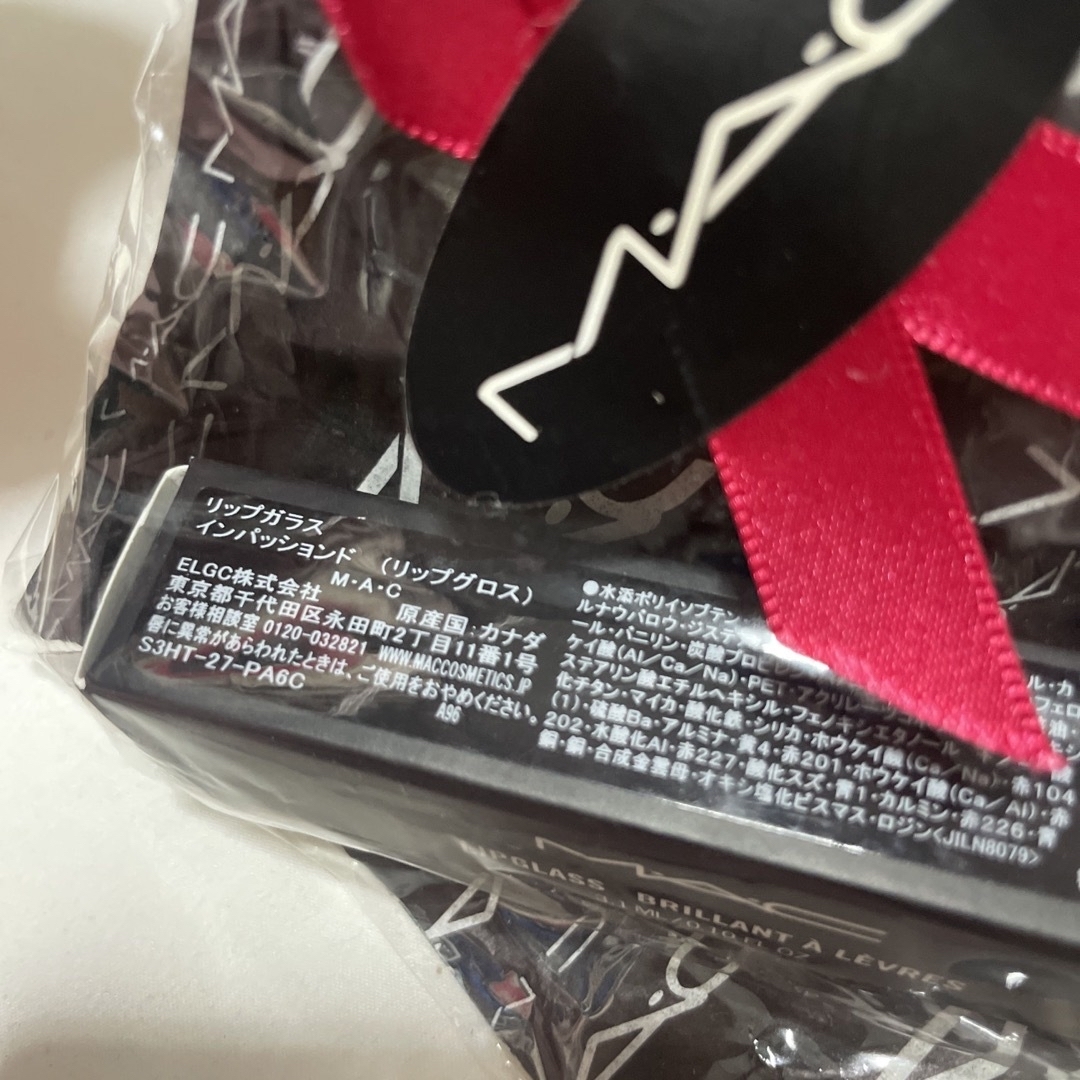 M·A·C
リップガラス
インパッションド (リップグロス)
ELGC株式会社 M・A・C 原産国:カナダ
東京都千代田区永田町2丁目11番1号
お客様相談室 0120-032821 WWW.MACCOSMETICS.JP
唇に異常があらわれたときは、ご使用をおやめください。
S3HT-27-PA6C A96
●水添ポリイソブテン
ルナウバロウ・ジステ
ール・バニリン・炭酸プロピレン
ケイ酸(Al/Ca/Na)・PET・アクリレーツコ
ステアリン酸エチルヘキシル・フェノキシエタノール
化チタン・マイカ・酸化鉄・シリカ・ホウケイ酸(Ca/Na)・赤104
(1)・硫酸Ba・アルミナ・黄4・赤201・ホウケイ酸(Ca/Al)・赤
202・水酸化Al・赤227・酸化スズ・青1・カルミン・赤226・青
銅・銅・合成金雲母・オキシ塩化ビスマス・ロジン<JILN8079>
MAC
LIPGLASS BRILLANT À LÈVRES
ML/0.10 FL OZ